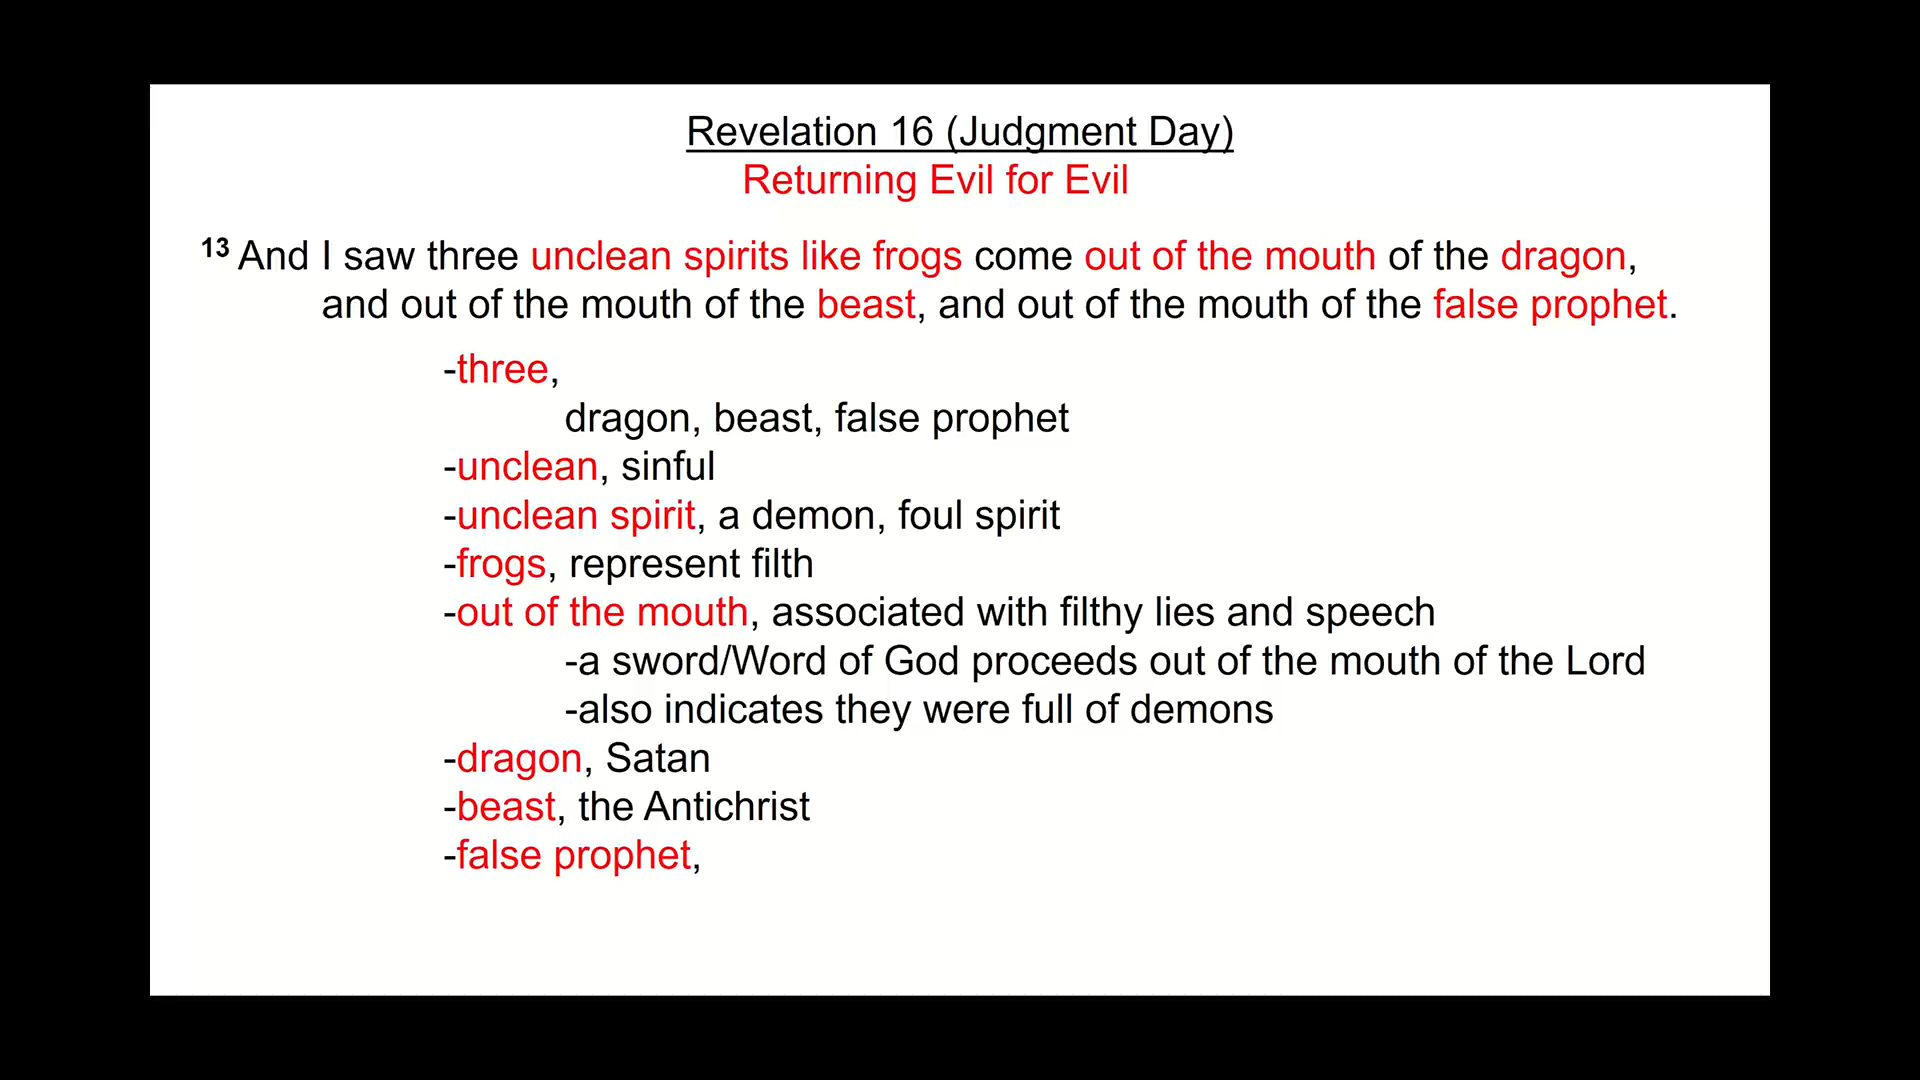 Revelation 16 (Judgment Day)
Returning Evil for Evil
13 And I saw three unclean spirits like frogs come out of the mouth of the dragon,
and out of the mouth of the beast, and out of the mouth of the false prophet.
-three,
dragon, beast, false prophet
-unclean, sinful
-unclean spirit, a demon, foul spirit
-frogs, represent filth
-out of the mouth, associated with filthy lies and speech
-a sword/Word of God proceeds out of the mouth of the Lord
-also indicates they were full of demons
-dragon, Satan
-beast, the Antichrist
-false prophet,